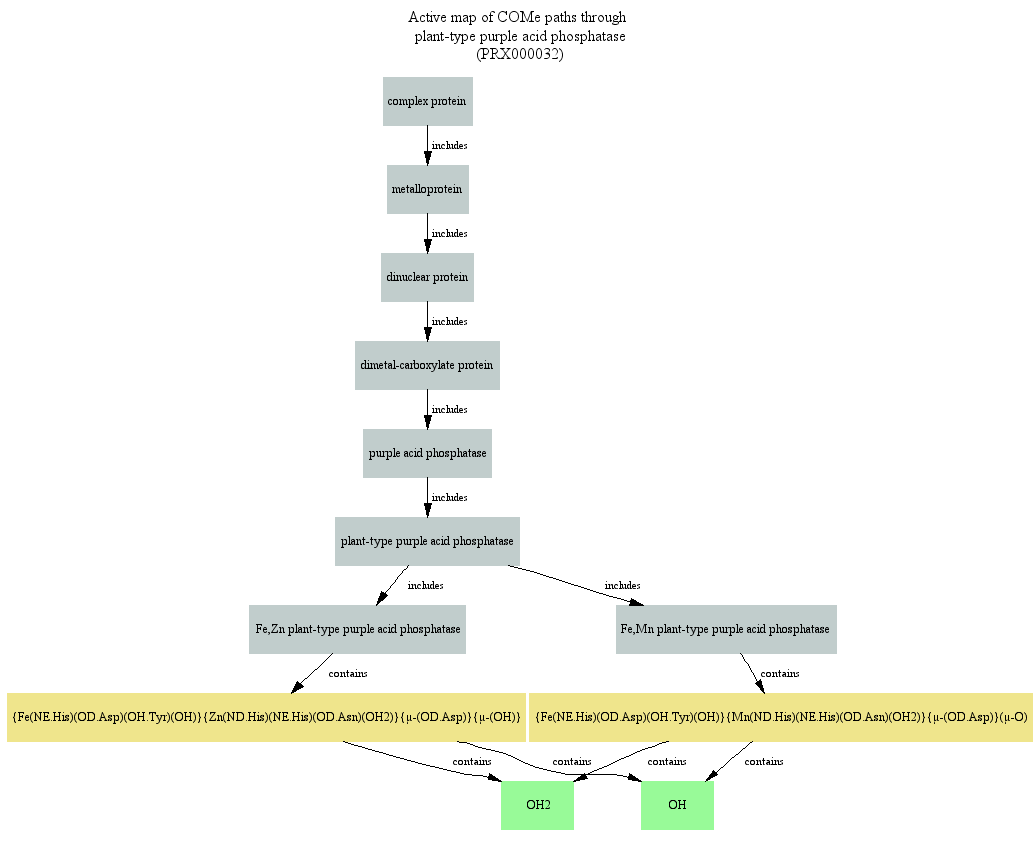 Active map of COMe paths through
plant-type purple acid phosphatase
(PRX000032)
complex protein
includes
metalloprotein
includes
dinuclear protein
includes
dimetal-carboxylate protein
includes
purple acid phosphatase
includes
plant-type purple acid phosphatase
includes
includes
Fe,Zn plant-type purple acid phosphatase
Fe,Mn plant-type purple acid phosphatase
contains
contains
{Fe(NE.His)(OD.Asp)(OH.Tyr)(OH)}{Zn(ND.His)(NE.His)(OD.Asn)(OH2)}{μ-(OD.Asp)}{μ-(OH)}
{Fe(NE.His)(OD.Asp)(OH.Tyr)(OH)}{Mn(ND.His)(NE.His)(OD.Asn)(OH2)}{μ-(OD.Asp)}(μ-O)
contains
contains
contains
contains
OH2
OH